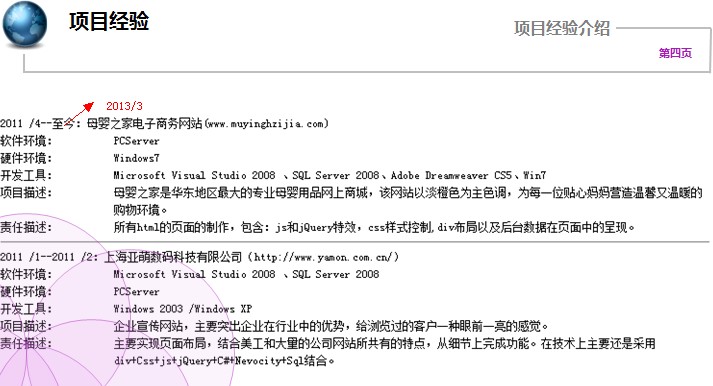 项目经验
项目经验介绍
第四页
2013/3
2011 /4--至今：母婴之家电子商务网站(www.muyinghzijia.com)
软件环境： PCServer
硬件环境： Windows7
开发工具： Microsoft Visual Studio 2008 、SQL Server 2008、Adobe Dreamweaver CS5、Win7
项目描述： 母婴之家是华东地区最大的专业母婴用品网上商城，该网站以淡橙色为主色调，为每一位贴心妈妈营造温馨又温暖的
购物环境。
责任描述： 所有html的页面的制作，包含：js和jQuery特效，css样式控制,div布局以及后台数据在页面中的呈现。
2011 /1--2011 /2：上海亚萌数码科技有限公司（http://www.yamon.com.cn/）
软件环境： Microsoft Visual Studio 2008 、SQL Server 2008
硬件环境： PCServer
开发工具： Windows 2003 /Windows XP
项目描述： 企业宣传网站，主要突出企业在行业中的优势，给浏览过的客户一种眼前一亮的感觉。
责任描述： 主要实现页面布局，结合美工和大量的公司网站所共有的特点，从细节上完成功能。在技术上主要还是采用
div+Css+js+jQuery+C#+Nevocity+Sql结合。